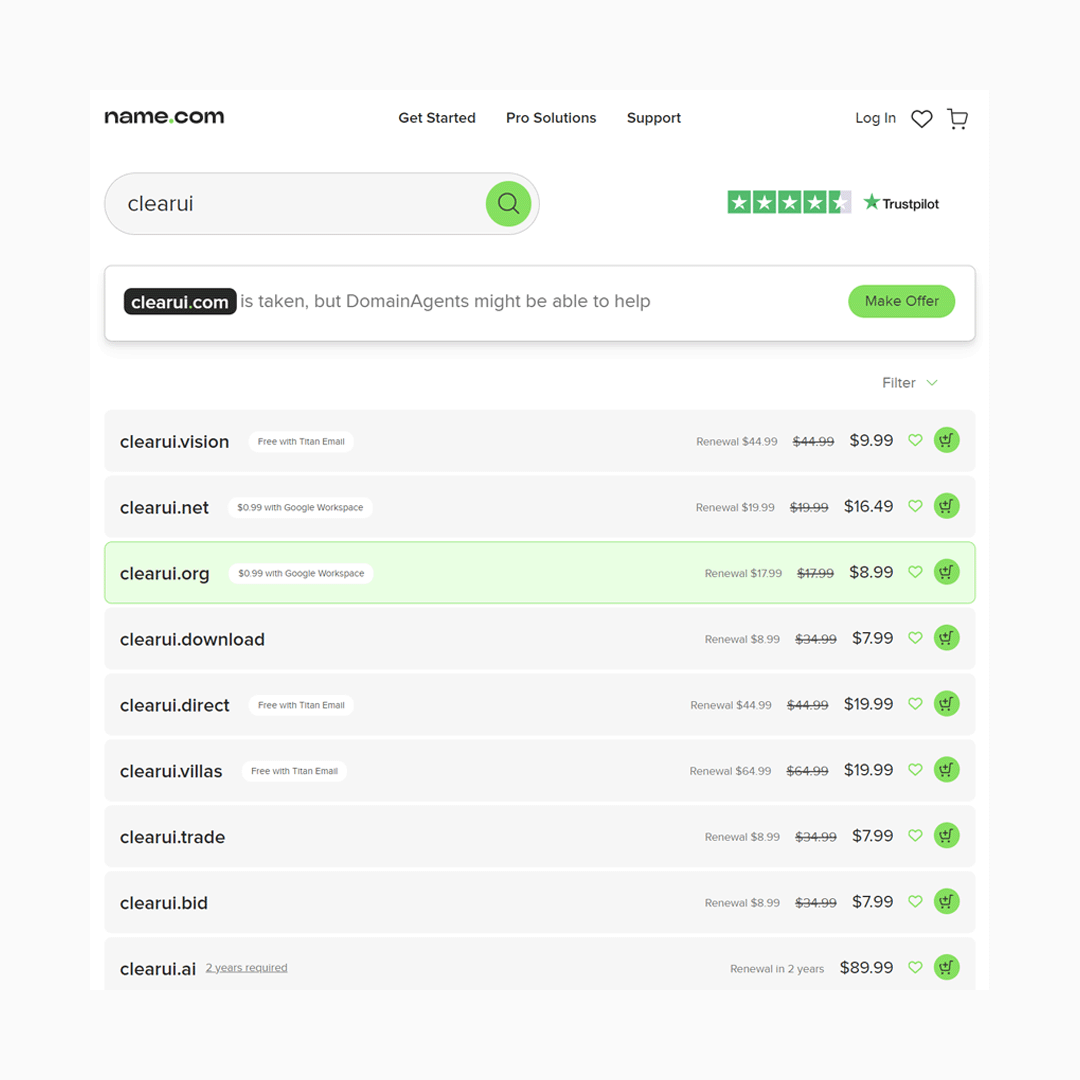 name.com Get Started Pro Solutions Support Log In
clearui Trustpilot
clearui.com is taken, but DomainAgents might be able to help Make Offer
Filter
clearui.vision Free with Titan Email Renewal $44.99 $44.99 $9.99
clearui.net $0.99 with Google Workspace Renewal $19.99 $19.99 $16.49
clearui.org $0.99 with Google Workspace Renewal $17.99 $17.99 $8.99
clearui.download Renewal $8.99 $34.99 $7.99
clearui.direct Free with Titan Email Renewal $44.99 $44.99 $19.99
clearui.villas Free with Titan Email Renewal $64.99 $64.99 $19.99
clearui.trade Renewal $8.99 $34.99 $7.99
clearui.bid Renewal $8.99 $34.99 $7.99
clearui.ai 2 years required Renewal in 2 years $89.99